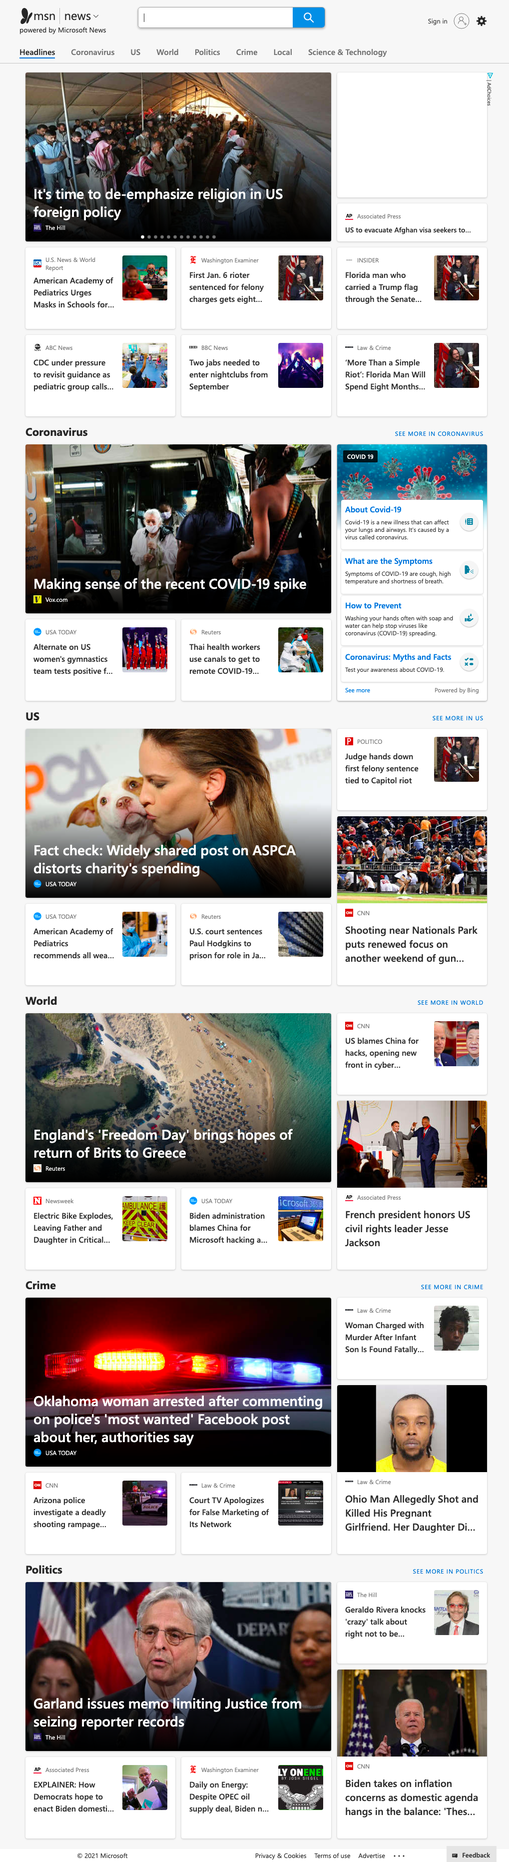 msn | news
powered by Microsoft News
Sign in
Headlines Coronavirus US World Politics Crime Local Science & Technology
AdChoices
It's time to de-emphasize religion in US
foreign policy
The Hill
AP Associated Press
US to evacuate Afghan visa seekers to...
U.S. News & World
Report
American Academy of
Pediatrics Urges
Masks in Schools for...
Washington Examiner
First Jan. 6 rioter
sentenced for felony
charges gets eight...
INSIDER
Florida man who
carried a Trump flag
through the Senate...
ABC News
CDC under pressure
to revisit guidance as
pediatric group calls...
BBC News
Two jabs needed to
enter nightclubs from
September
Law & Crime
'More Than a Simple
Riot': Florida Man Will
Spend Eight Months...
Coronavirus
SEE MORE IN CORONAVIRUS
Making sense of the recent COVID-19 spike
Vox.com
COVID 19
About Covid-19
Covid-19 is a new illness that can affect
your lungs and airways. It's caused by a
virus called coronavirus.
What are the Symptoms
Symptoms of COVID-19 are cough, high
temperature and shortness of breath.
How to Prevent
Washing your hands often with soap and
water can help stop viruses like
coronavirus (COVID-19) spreading.
Coronavirus: Myths and Facts
Test your awareness about COVID-19.
See more
Powered by Bing
USA TODAY
Alternate on US
women's gymnastics
team tests positive f...
Reuters
Thai health workers
use canals to get to
remote COVID-19...
US
SEE MORE IN US
Fact check: Widely shared post on ASPCA
distorts charity's spending
USA TODAY
POLITICO
Judge hands down
first felony sentence
tied to Capitol riot
CNN
Shooting near Nationals Park
puts renewed focus on
another weekend of gun...
USA TODAY
American Academy of
Pediatrics
recommends all wea...
Reuters
U.S. court sentences
Paul Hodgkins to
prison for role in Ja...
World
SEE MORE IN WORLD
England's 'Freedom Day' brings hopes of
return of Brits to Greece
Reuters
CNN
US blames China for
hacks, opening new
front in cyber...
AP Associated Press
French president honors US
civil rights leader Jesse
Jackson
Newsweek
Electric Bike Explodes,
Leaving Father and
Daughter in Critical...
USA TODAY
Biden administration
blames China for
Microsoft hacking a...
Crime
SEE MORE IN CRIME
Oklahoma woman arrested after commenting
on police's 'most wanted' Facebook post
about her, authorities say
USA TODAY
Law & Crime
Woman Charged with
Murder After Infant
Son Is Found Fatally...
Law & Crime
Ohio Man Allegedly Shot and
Killed His Pregnant
Girlfriend. Her Daughter Di...
CNN
Arizona police
investigate a deadly
shooting rampage...
Law & Crime
Court TV Apologizes
for False Marketing of
Its Network
Politics
SEE MORE IN POLITICS
Garland issues memo limiting Justice from
seizing reporter records
The Hill
The Hill
Geraldo Rivera knocks
'crazy' talk about
right not to be...
CNN
Biden takes on inflation
concerns as domestic agenda
hangs in the balance: 'Thes...
AP Associated Press
EXPLAINER: How
Democrats hope to
enact Biden domesti...
Washington Examiner
Daily on Energy:
Despite OPEC oil
supply deal, Biden n...
© 2021 Microsoft
Privacy & Cookies Terms of use Advertise ...
Feedback